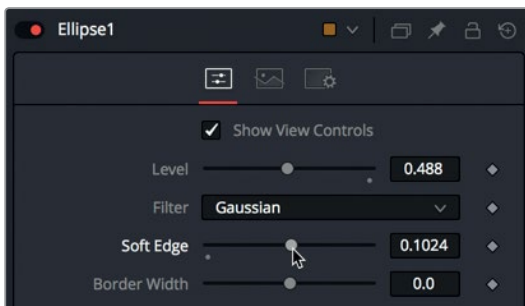 Ellipse1
Show View Controls
Level 0.488
Filter Gaussian
Soft Edge 0.1024
Border Width 0.0